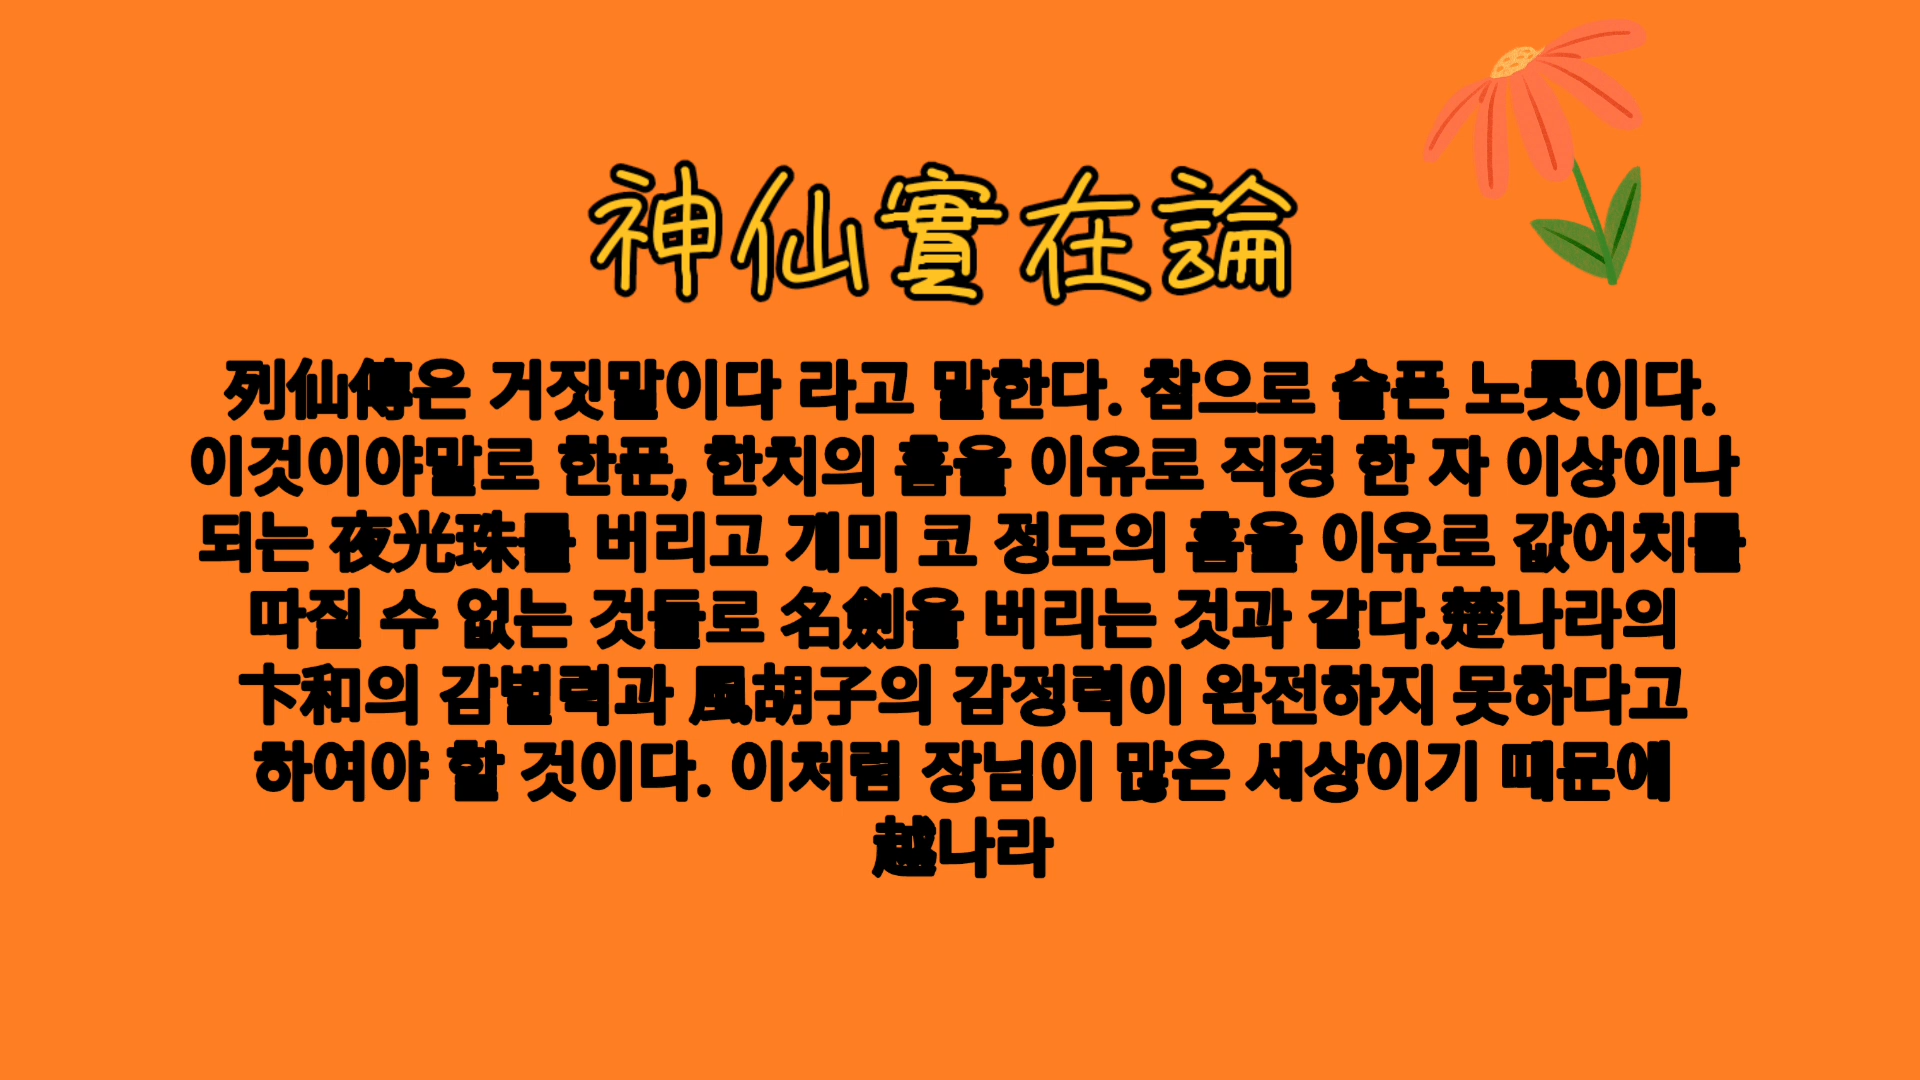 神仙實在論
列仙傳은 거짓말이다 라고 말한다. 참으로 슬픈 노릇이다.
이것이야말로 한푼, 한치의 흠을 이유로 직경 한 자 이상이나
되는 夜光珠를 버리고 개미 코 정도의 흠을 이유로 값어치를
따질 수 없는 것들로 名劍을 버리는 것과 같다.楚나라의
卞和의 감별력과 風胡子의 감정력이 완전하지 못하다고
하여야 할 것이다. 이처럼 장님이 많은 세상이기 때문에
越나라